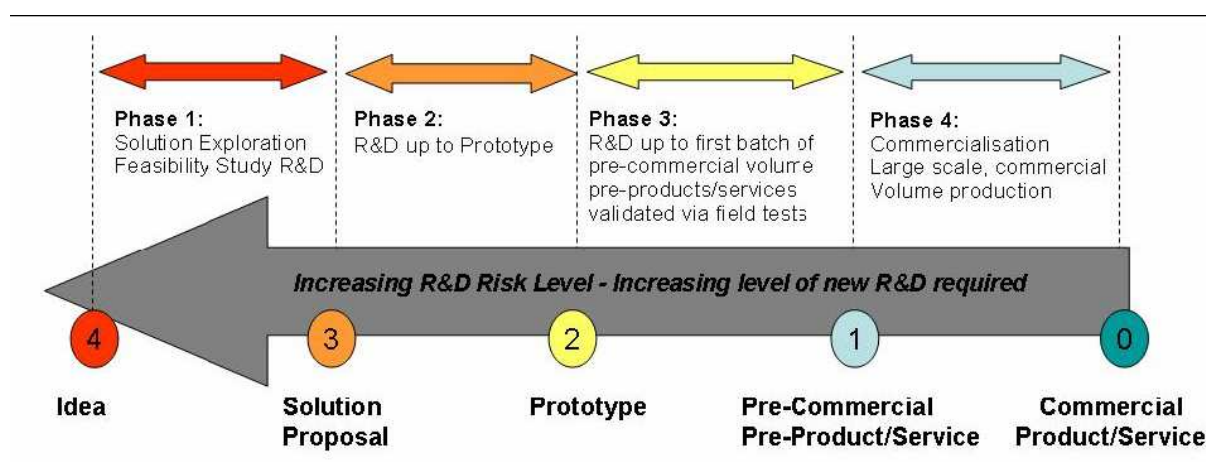 Phase 1:
Solution Exploration
Feasibility Study R&D
Phase 2:
R&D up to Prototype
Phase 3:
R&D up to first batch of
pre-commercial volume
pre-products/services
validated via field tests
Phase 4:
Commercialisation
Large scale, commercial
Volume production
Increasing R&D Risk Level - Increasing level of new R&D required
4
3
2
1
0
Idea
Solution
Proposal
Prototype
Pre-Commercial
Pre-Product/Service
Commercial
Product/Service